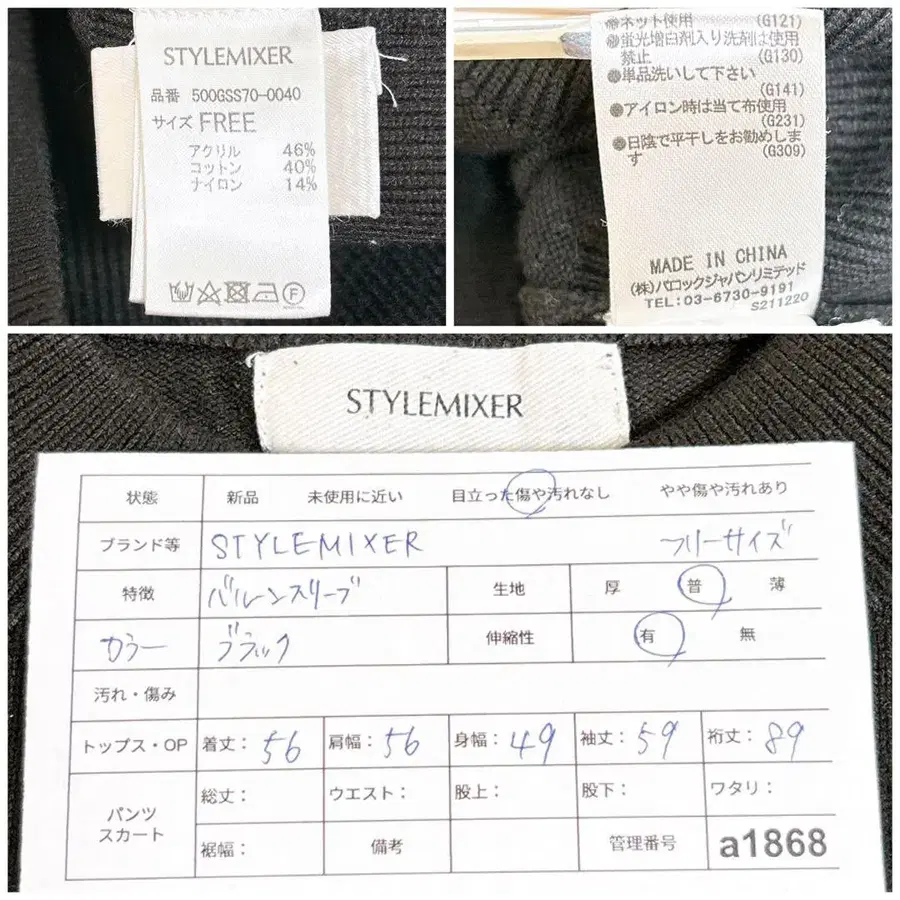 STYLEMIXER
品番 500GSS70-0040
サイズ FREE
アクリル 46%
コットン 40%
ナイロン 14%
F
●ネット使用
(G121)
●蛍光増白剤入り洗剤は使用
禁止
(G130)
●単品洗いして下さい
(G141)
●アイロン時は当て布使用
(G231)
●日陰で平干しをお勧めしま
す
(G309)
MADE IN CHINA
(株)バロックジャパンリミテッド
TEL:03-6730-9191
S211220
STYLEMIXER
状態 新品 未使用に近い 目立った傷や汚れなし やや傷や汚れあり
ブランド等 STYLEMIXER フリーサイズ
特徴 バルーンスリーブ 生地 厚 普 薄
カラー ブラック 伸縮性 有 無
汚れ・傷み
トップス・OP 着丈: 56 肩幅: 56 身幅: 49 袖丈: 59 裄丈: 89
パンツ
スカート
総丈: ウエスト: 股上: 股下: ワタリ:
裾幅: 備考 管理番号 a1868